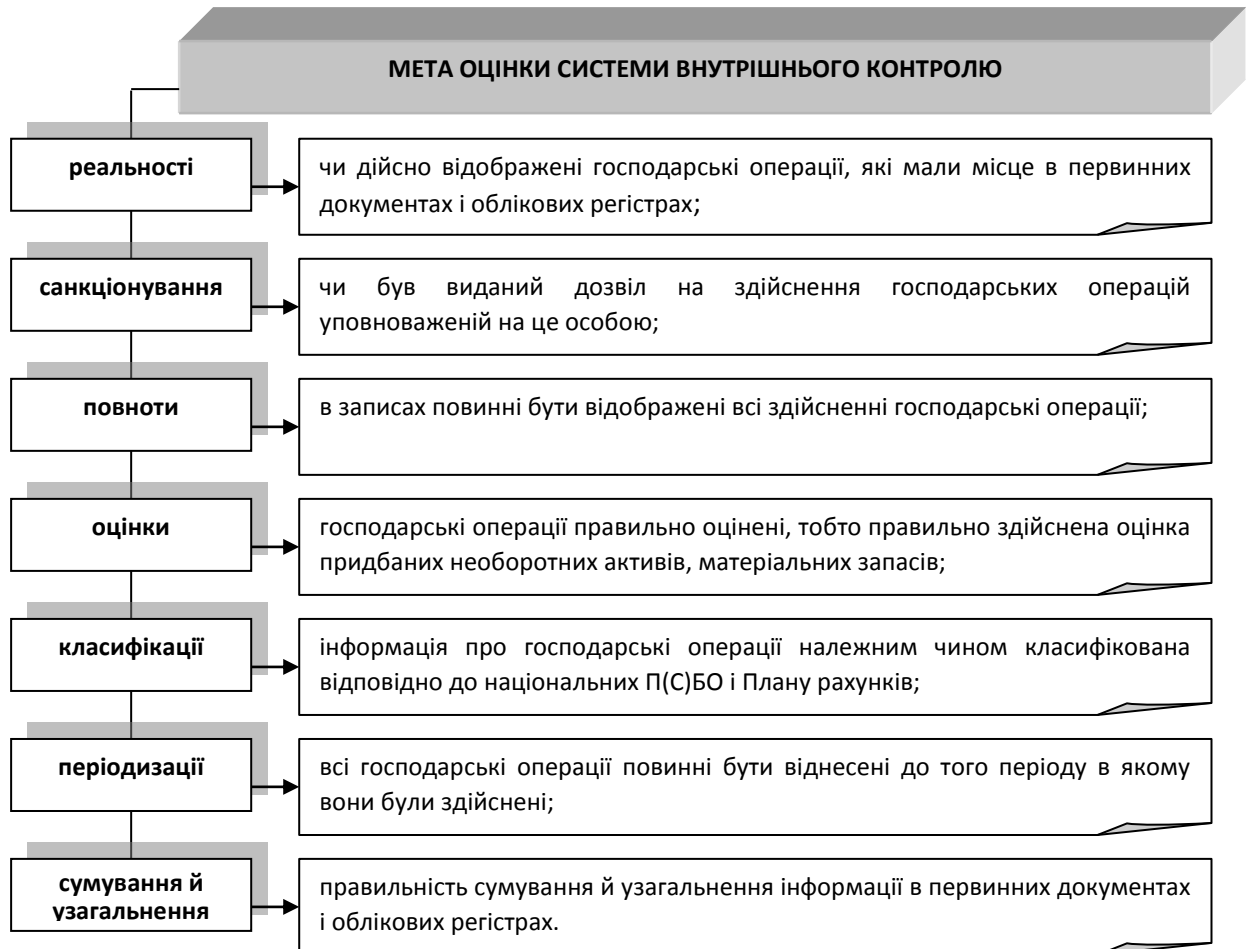 МЕТА ОЦІНКИ СИСТЕМИ ВНУТРІШНЬОГО КОНТРОЛЮ
реальності
чи дійсно відображені господарські операції, які мали місце в первинних
документах і облікових регістрах;
санкціонування
чи був виданий дозвіл на здійснення господарських операцій
уповноваженій на це особою;
повноти
в записах повинні бути відображені всі здійсненні господарські операції;
оцінки
господарські операції правильно оцінені, тобто правильно здійснена оцінка
придбаних необоротних активів, матеріальних запасів;
класифікації
інформація про господарські операції належним чином класифікована
відповідно до національних П(С)БО і Плану рахунків;
періодизації
всі господарські операції повинні бути віднесені до того періоду в якому
вони були здійснені;
сумування й
узагальнення
правильність сумування й узагальнення інформації в первинних документах
і облікових регістрах.